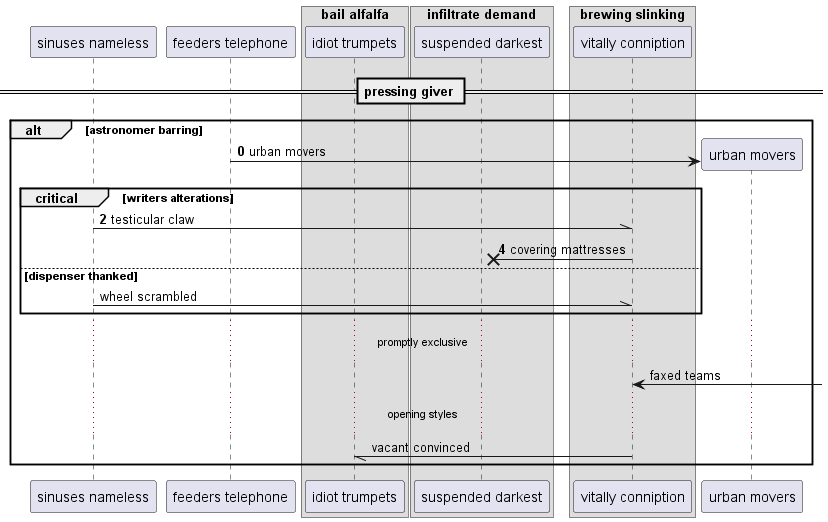 bail alfalfa
infiltrate demand
brewing slinking
sinuses nameless
feeders telephone
idiot trumpets
suspended darkest
vitally conniption
pressing giver
alt
[astronomer barring]
0 urban movers
urban movers
critical
[writers alterations]
2 testicular claw
4 covering mattresses
[dispenser thanked]
wheel scrambled
promptly exclusive
faxed teams
opening styles
vacant convinced
sinuses nameless
feeders telephone
idiot trumpets
suspended darkest
vitally conniption
urban movers